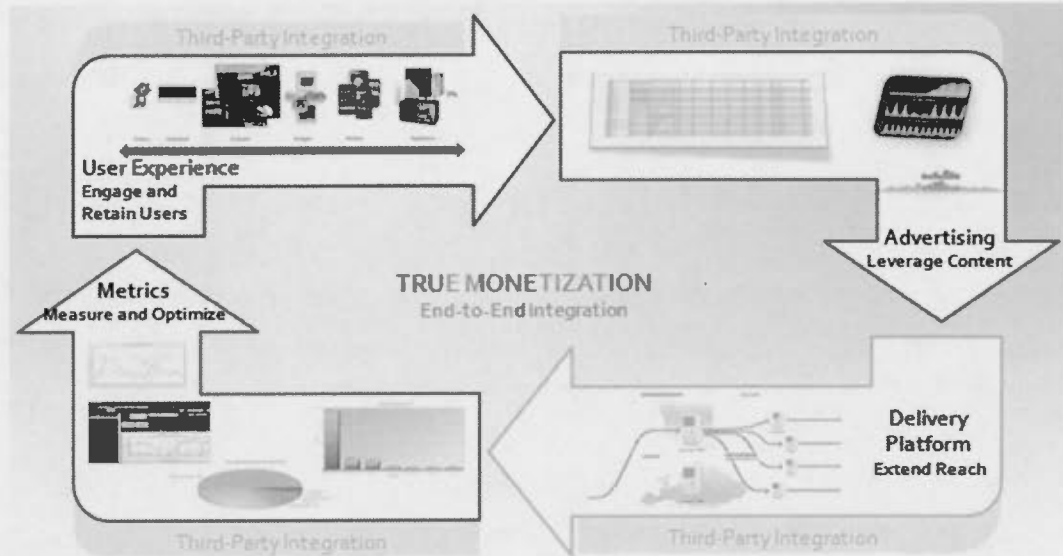 Third-Party Integration
Third-Party Integration
User Experience
Engage and
Retain Users
Advertising
Leverage Content
TRUE MONETIZATION
End-to-End Integration
Metrics
Measure and Optimize
Delivery
Platform
Extend Reach
Third-Party Integration
Third-Party Integration